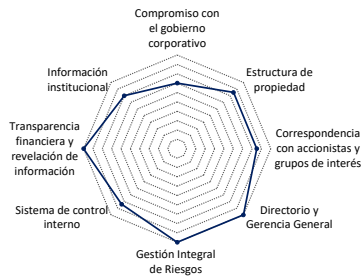 Compromiso con
el gobierno
corporativo
Información
institucional
Estructura de
propiedad
Transparencia
financiera y
revelación de
información
Correspondencia
con accionistas y
grupos de interés
Sistema de control
interno
Directorio y
Gerencia General
Gestión Integral
de Riesgos